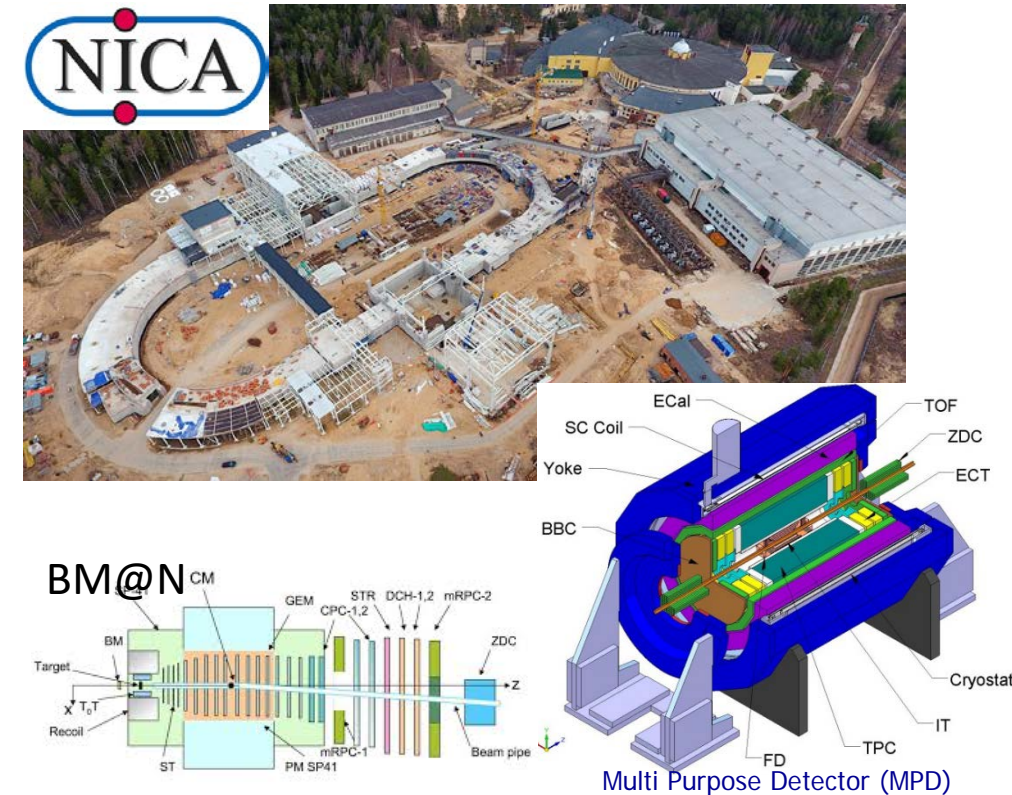 NICA
ECal
TOF
SC Coil
ZDC
Yoke
ECT
BBC
Cryostat
IT
TPC
FD
Multi Purpose Detector (MPD)
BM@N
CM
GEM
STR
DCH-1,2
mRPC-2
CPC-1,2
BM
ZDC
Target
Z
X
T₀T
Recoil
mRPC-1
Beam pipe
ST
PM SP41